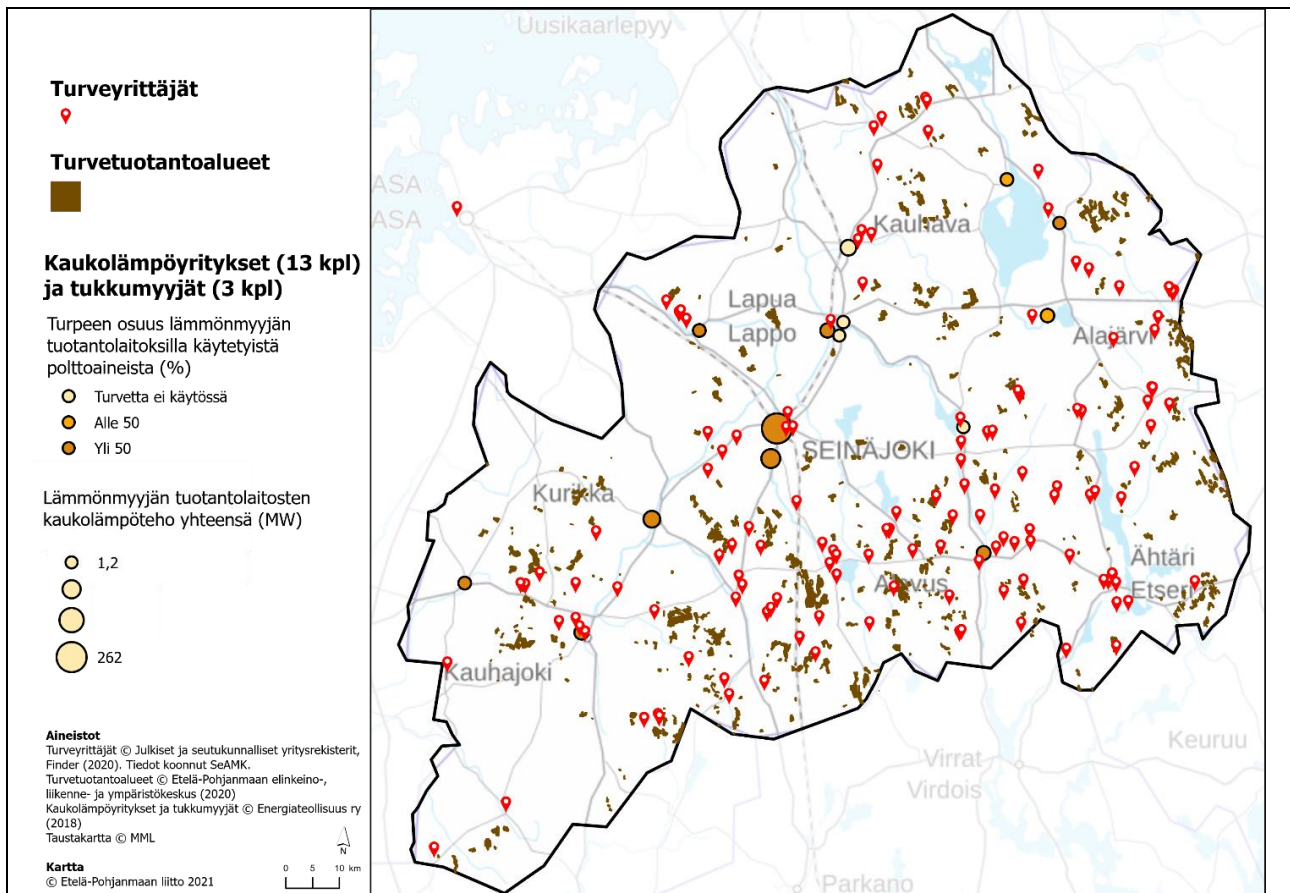 Turveyrittäjät
Turvetuotantoalueet
Kaukolämpöyritykset (13 kpl)
ja tukkumyyjät (3 kpl)
Turpeen osuus lämmönmyyjän
tuotantolaitoksilla käytetyistä
polttoaineista (%)
Turvetta ei käytössä
Alle 50
Yli 50
Lämmönmyyjän tuotantolaitosten
kaukolämpöteho yhteensä (MW)
1,2
262
Aineistot
Turveyrittäjät © Julkiset ja seutukunnalliset yritysrekisterit,
Finder (2020). Tiedot koonnut SeAMK.
Turvetuotantoalueet © Etelä-Pohjanmaan elinkeino-,
liikenne- ja ympäristökeskus (2020)
Kaukolämpöyritykset ja tukkumyyjät © Energiateollisuus ry
(2018)
Taustakartta © MML
Kartta
© Etelä-Pohjanmaan liitto 2021
N
0 5 10 km
Uusikaarlepyy
ASA
ASA
Kauhava
Lapua
Lappo
Alajärvi
SEINÄJOKI
Kurikka
Ähtäri
Etseri
Alavus
Kauhajoki
Keuruu
Virrat
Virdois
Parkano